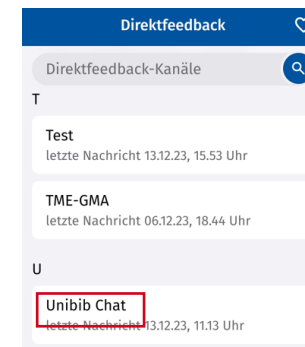 Direktfeedback
Direktfeedback-Kanäle
T
Test
letzte Nachricht 13.12.23, 15.53 Uhr
TME-GMA
letzte Nachricht 06.12.23, 18.44 Uhr
U
Unibib Chat
letzte Nachricht 13.12.23, 11.13 Uhr